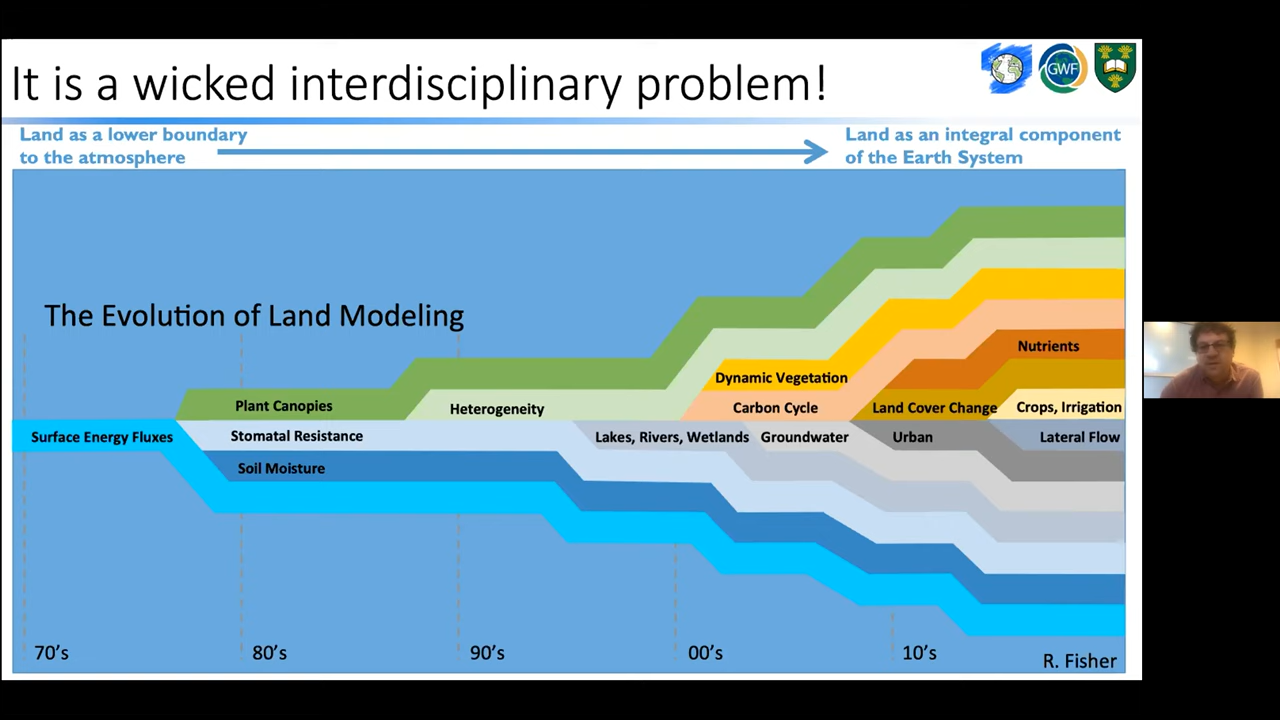 It is a wicked interdisciplinary problem!
GWF
Land as a lower boundary
to the atmosphere
Land as an integral component
of the Earth System
The Evolution of Land Modeling
Nutrients
Dynamic Vegetation
Plant Canopies
Heterogeneity
Carbon Cycle
Land Cover Change
Crops, Irrigation
Surface Energy Fluxes
Stomatal Resistance
Lakes, Rivers, Wetlands
Groundwater
Urban
Lateral Flow
Soil Moisture
70's
80's
90's
00's
10's
R. Fisher